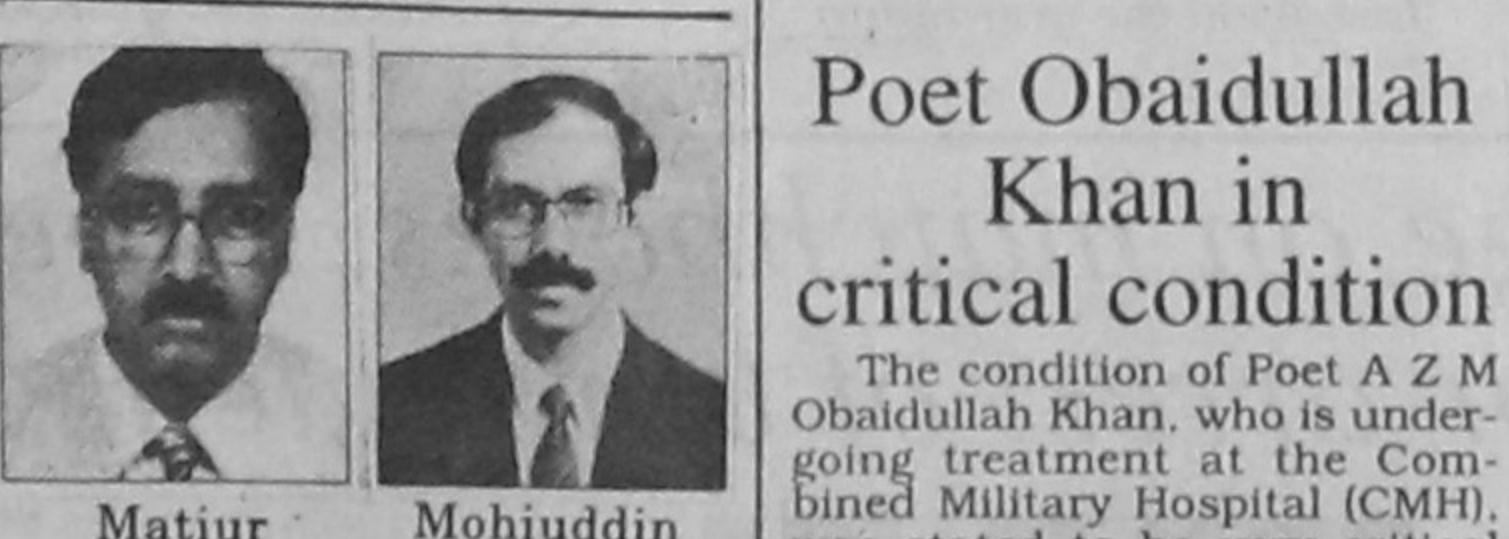 Matiur
Mohiuddin
Poet Obaidullah
Khan in
critical condition
The condition of Poet A Z M
Obaidullah Khan, who is under-
going treatment at the Com-
bined Military Hospital (CMH),